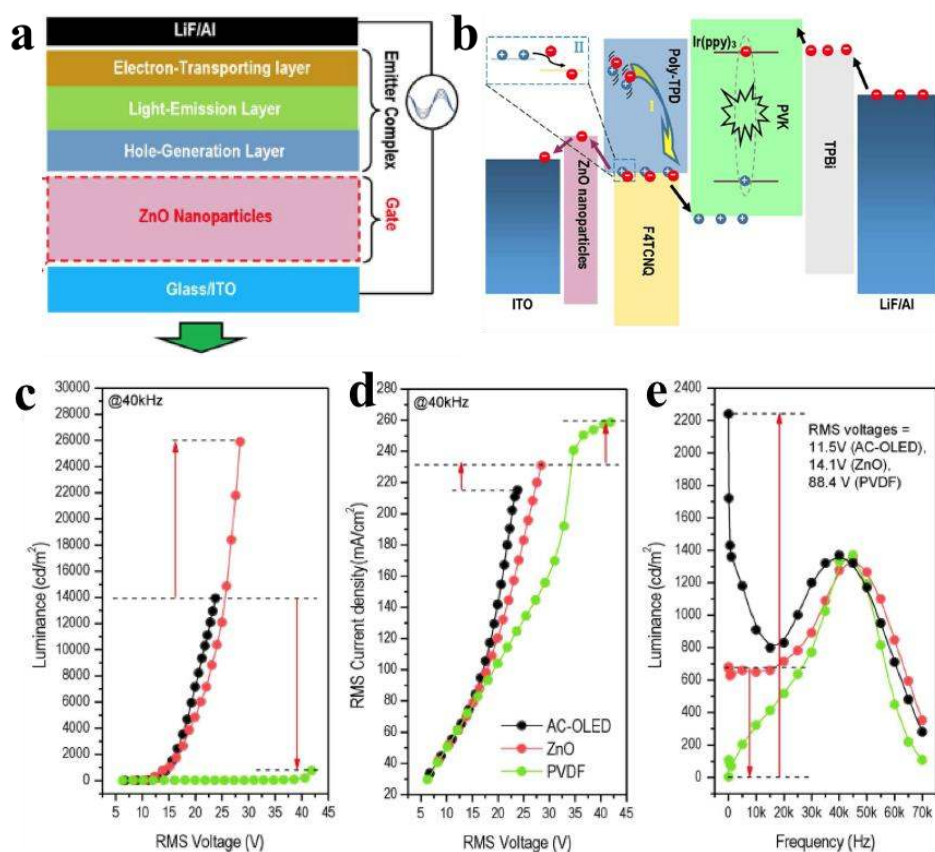 a
LiF/Al
Electron-Transporting layer
Light-Emission Layer
Hole-Generation Layer
ZnO Nanoparticles
Glass/ITO
Emitter Complex
Gate
b
II
I
Poly-TPD
Ir(ppy)3
PVK
TPBi
ZnO nanoparticles
F4TCNQ
ITO
LiF/Al
c
@40kHz
Luminance (cd/m²)
30000
28000
26000
24000
22000
20000
18000
16000
14000
12000
10000
8000
6000
4000
2000
0
5 10 15 20 25 30 35 40 45
RMS Voltage (V)
d
@40kHz
RMS Current density(mA/cm²)
260
240
220
200
180
160
140
120
100
80
60
40
20
AC-OLED
ZnO
PVDF
5 10 15 20 25 30 35 40 45
RMS Voltage (V)
e
RMS voltages =
11.5V (AC-OLED),
14.1V (ZnO),
88.4 V (PVDF)
Luminance (cd/m²)
2400
2200
2000
1800
1600
1400
1200
1000
800
600
400
200
0
0 10k 20k 30k 40k 50k 60k 70k
Frequency (Hz)